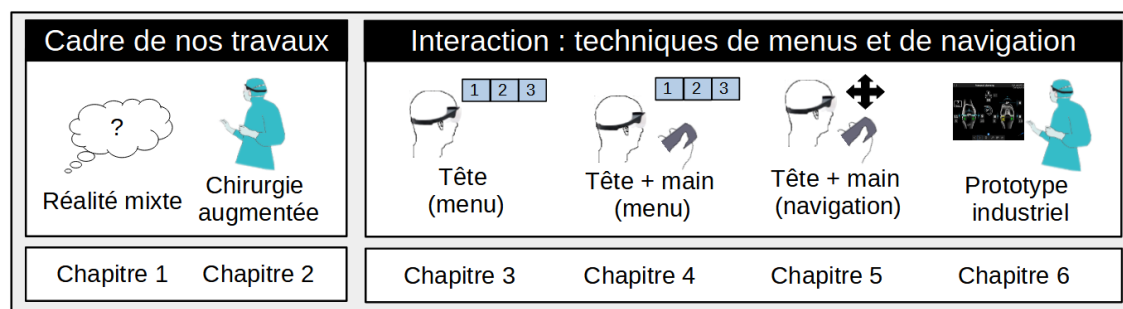 Cadre de nos travaux
?
Réalité mixte
Chirurgie
augmentée
Chapitre 1
Chapitre 2
Interaction : techniques de menus et de navigation
1 2 3
Tête
(menu)
1 2 3
Tête + main
(menu)
Tête + main
(navigation)
Prototype
industriel
Chapitre 3
Chapitre 4
Chapitre 5
Chapitre 6